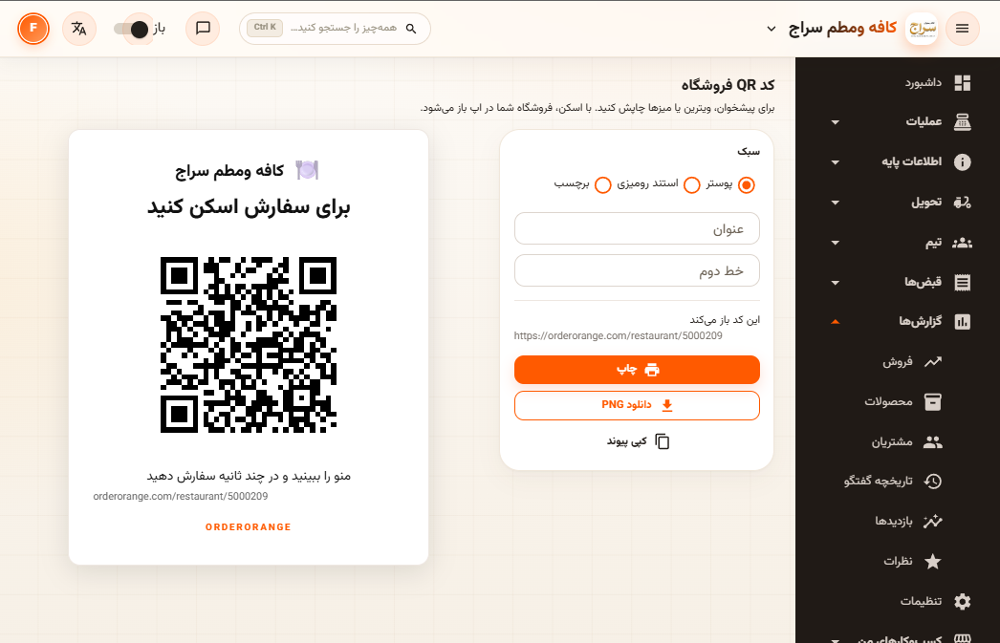 کافه ومطم سراج
همه‌چیز را جستجو کنید...
Ctrl K
باز
F
داشبورد
عملیات
اطلاعات پایه
تحویل
تیم
قبض‌ها
گزارش‌ها
فروش
محصولات
مشتریان
تاریخچه گفتگو
بازدیدها
نظرات
تنظیمات
کسب‌وکارهای من
کد QR فروشگاه
برای پیشخوان، ویترین یا میزها چاپش کنید. با اسکن، فروشگاه شما در اپ باز می‌شود.
سبک
پوستر
استند رومیزی
برچسب
عنوان
خط دوم
این کد باز می‌کند
https://orderorange.com/restaurant/5000209
چاپ
دانلود PNG
کپی پیوند
کافه ومطم سراج
برای سفارش اسکن کنید
منو را ببینید و در چند ثانیه سفارش دهید
orderorange.com/restaurant/5000209
ORDERORANGE